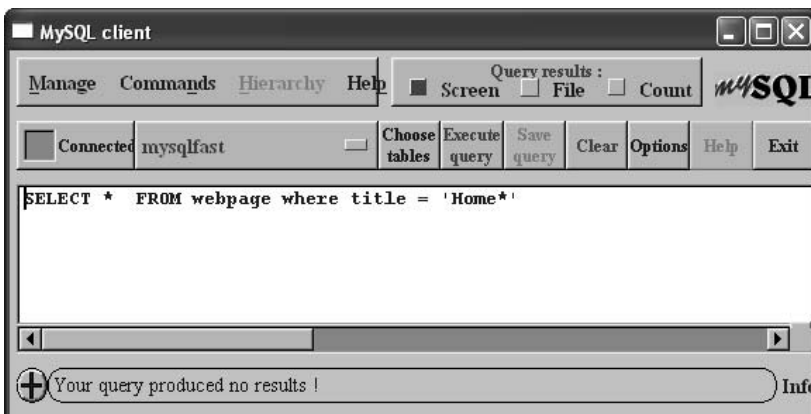 MySQL client
Manage Commands Hierarchy Help
Query results :
Screen File Count
mySQL
Connected mysqlfast
Choose tables
Execute query
Save query
Clear Options Help Exit
SELECT *  FROM webpage where title = 'Home*'
Your query produced no results !